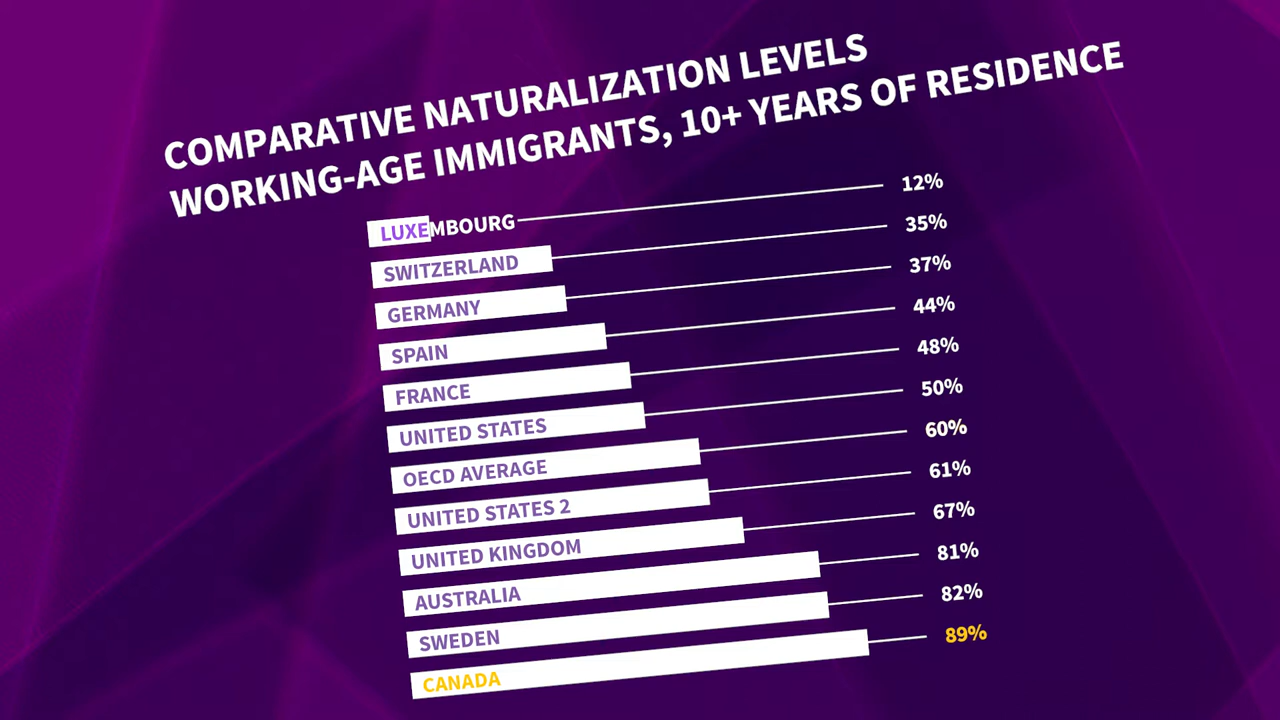 COMPARATIVE NATURALIZATION LEVELS
WORKING-AGE IMMIGRANTS, 10+ YEARS OF RESIDENCE
LUXEMBOURG 12%
SWITZERLAND 35%
GERMANY 37%
SPAIN 44%
FRANCE 48%
UNITED STATES 50%
OECD AVERAGE 60%
UNITED STATES 2 61%
UNITED KINGDOM 67%
AUSTRALIA 81%
SWEDEN 82%
CANADA 89%